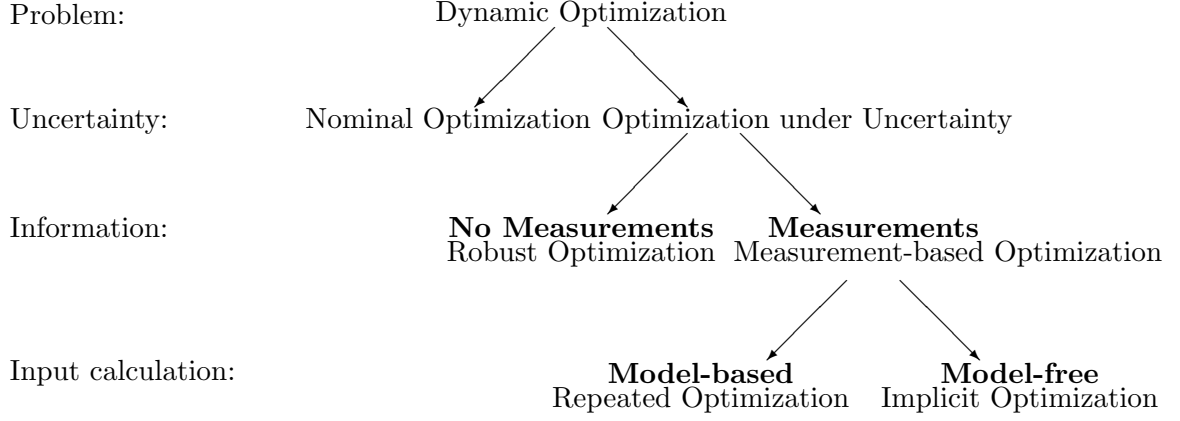 Problem: Dynamic Optimization
Uncertainty: Nominal Optimization Optimization under Uncertainty
Information: No Measurements Measurements
Robust Optimization Measurement-based Optimization
Input calculation: Model-based Model-free
Repeated Optimization Implicit Optimization